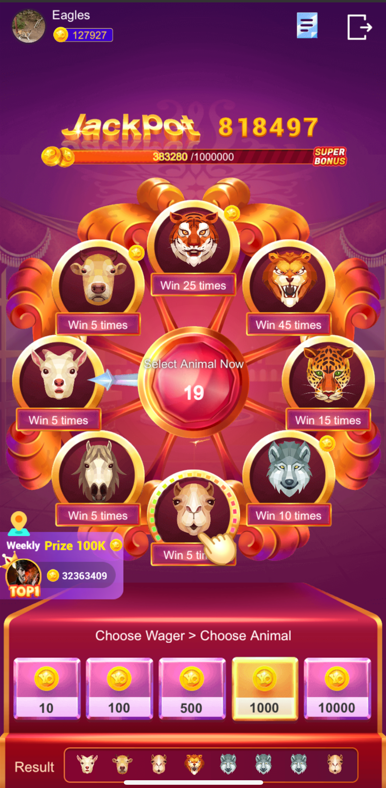 Eagles
127927
Jackpot 818497
383280 /1000000
SUPER
BONUS
Win 25 times
Win 5 times
Win 45 times
Select Animal Now
19
Win 5 times
Win 15 times
Win 5 times
Win 10 times
Win 5
Weekly Prize 100K
32363409
TOP1
Choose Wager > Choose Animal
10
100
500
1000
10000
Result